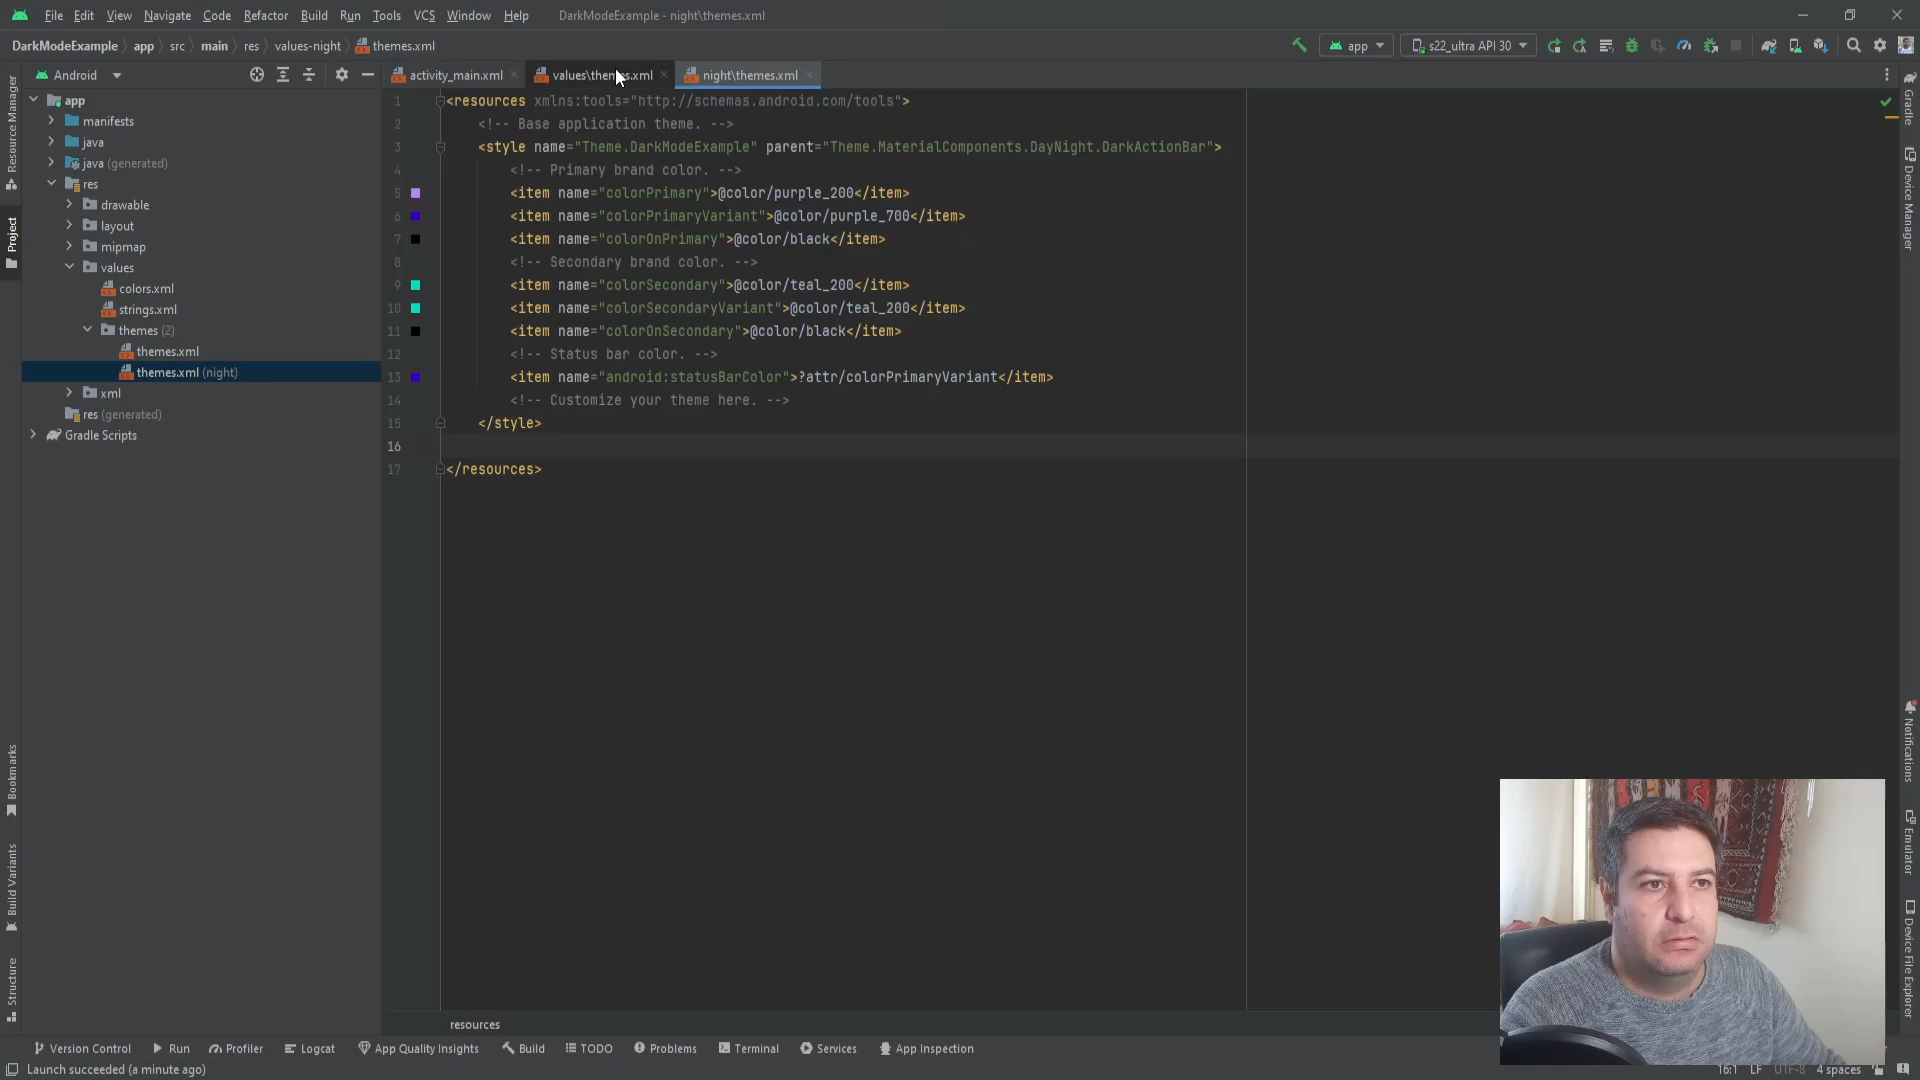 File Edit View Navigate Code Refactor Build Run Tools VCS Window Help DarkModeExample - night\themes.xml
DarkModeExample app src main res values-night themes.xml
app s22_ultra API 30
Android
activity_main.xml values\themes.xml night\themes.xml
Resource Manager
Project
Bookmarks
Build Variants
Structure
app
manifests
java
java (generated)
res
drawable
layout
mipmap
values
colors.xml
strings.xml
themes (2)
themes.xml
themes.xml (night)
xml
res (generated)
Gradle Scripts
1 <resources xmlns:tools="http://schemas.android.com/tools">
2 <!-- Base application theme. -->
3 <style name="Theme.DarkModeExample" parent="Theme.MaterialComponents.DayNight.DarkActionBar">
4 <!-- Primary brand color. -->
5 <item name="colorPrimary">@color/purple_200</item>
6 <item name="colorPrimaryVariant">@color/purple_700</item>
7 <item name="colorOnPrimary">@color/black</item>
8 <!-- Secondary brand color. -->
9 <item name="colorSecondary">@color/teal_200</item>
10 <item name="colorSecondaryVariant">@color/teal_200</item>
11 <item name="colorOnSecondary">@color/black</item>
12 <!-- Status bar color. -->
13 <item name="android:statusBarColor">?attr/colorPrimaryVariant</item>
14 <!-- Customize your theme here. -->
15 </style>
16
17 </resources>
Gradle
Device Manager
Notifications
Emulator
Device File Explorer
resources
Version Control Run Profiler Logcat App Quality Insights Build TODO Problems Terminal Services App Inspection
Launch succeeded (a minute ago)
16:1 LF UTF-8 4 spaces